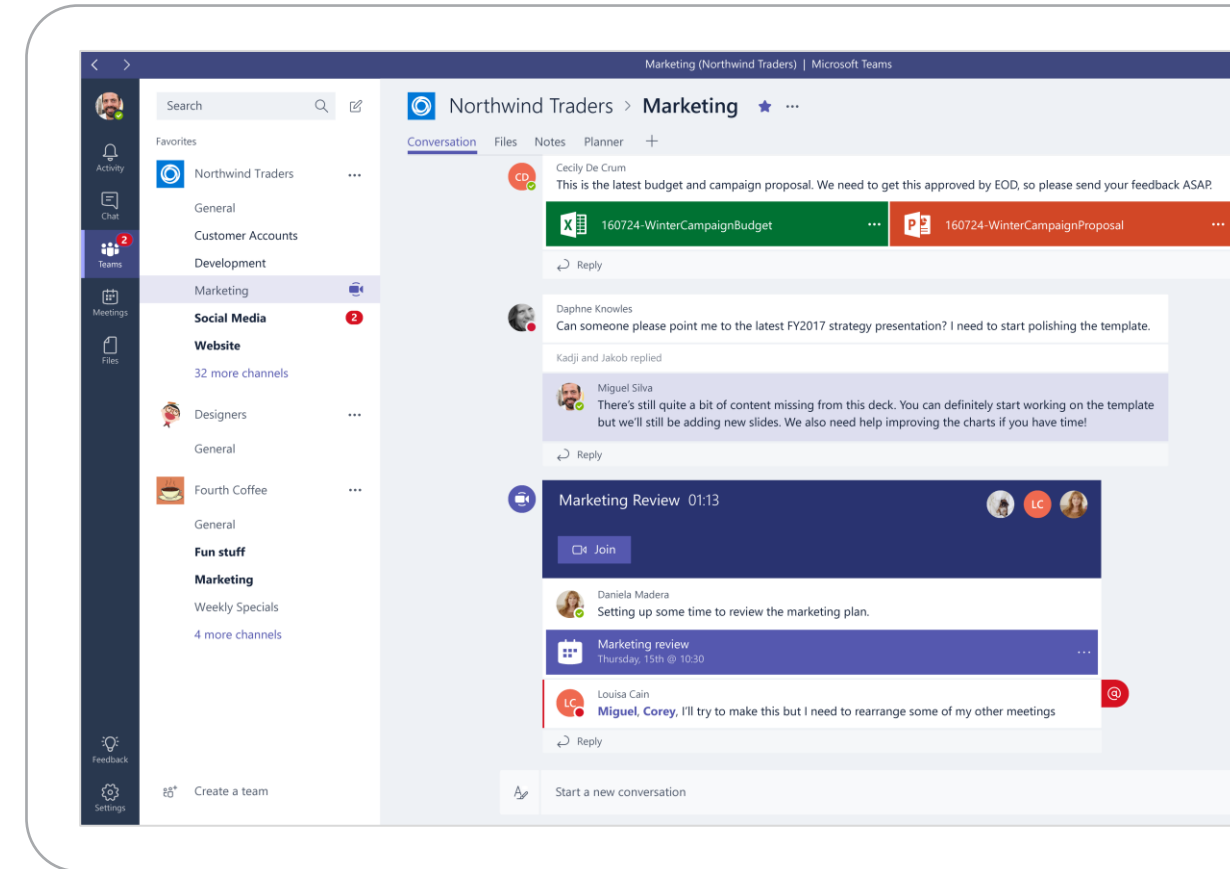 Marketing (Northwind Traders) | Microsoft Teams
Activity
Chat
2
Teams
Meetings
Files
Feedback
Settings
Search
Favorites
Northwind Traders
General
Customer Accounts
Development
Marketing
Social Media 2
Website
32 more channels
Designers
General
Fourth Coffee
General
Fun stuff
Marketing
Weekly Specials
4 more channels
Create a team
Northwind Traders > Marketing
Conversation Files Notes Planner
CD
Cecily De Crum
This is the latest budget and campaign proposal. We need to get this approved by EOD, so please send your feedback ASAP.
160724-WinterCampaignBudget
160724-WinterCampaignProposal
Reply
Daphne Knowles
Can someone please point me to the latest FY2017 strategy presentation? I need to start polishing the template.
Kadji and Jakob replied
Miguel Silva
There's still quite a bit of content missing from this deck. You can definitely start working on the template
but we'll still be adding new slides. We also need help improving the charts if you have time!
Reply
Marketing Review 01:13
LC
Join
Daniela Madera
Setting up some time to review the marketing plan.
Marketing review
Thursday, 15th @ 10:30
LC
Louisa Cain
Miguel, Corey, I'll try to make this but I need to rearrange some of my other meetings
@
Reply
Start a new conversation